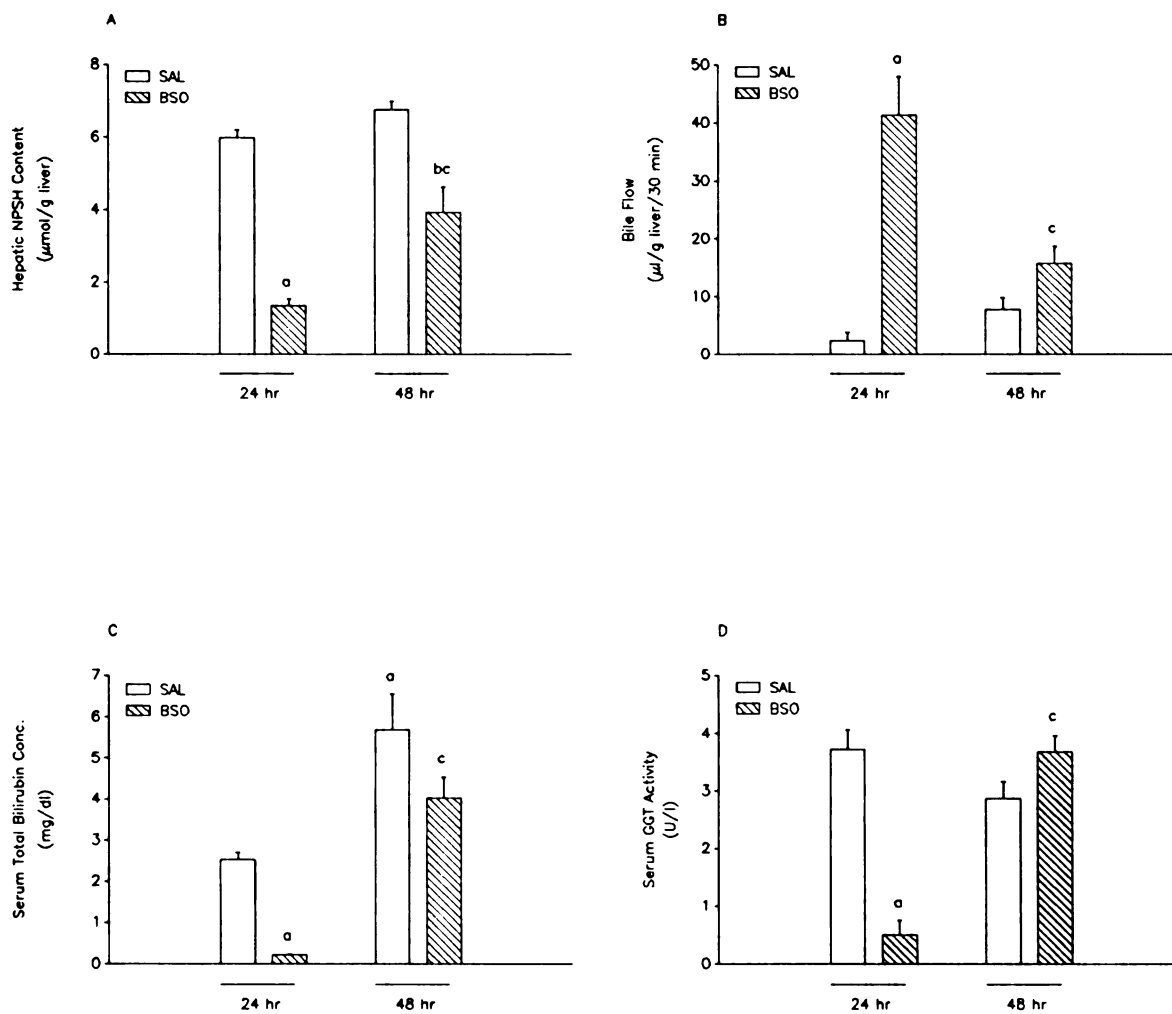 A
Hepatic NPSH Content
(μmol/g liver)
8
6
4
2
0
SAL
BSO
a
bc
24 hr
48 hr
B
Bile Flow
(μl/g liver/30 min)
50
40
30
20
10
0
SAL
BSO
a
c
24 hr
48 hr
C
Serum Total Bilirubin Conc.
(mg/dl)
7
6
5
4
3
2
1
0
SAL
BSO
a
a
c
24 hr
48 hr
D
Serum GGT Activity
(U/l)
5
4
3
2
1
0
SAL
BSO
a
c
24 hr
48 hr